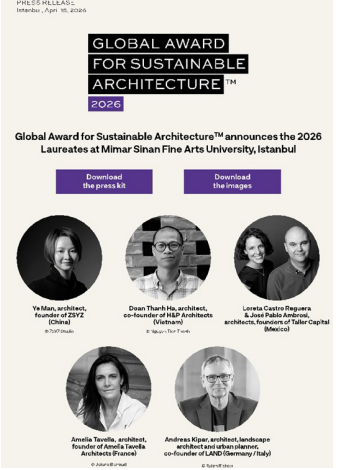 PRESS RELEASE
Istanbul, April 15, 2026
GLOBAL AWARD
FOR SUSTAINABLE
ARCHITECTURE™
2026
Global Award for Sustainable Architecture™ announces the 2026
Laureates at Mimar Sinan Fine Arts University, Istanbul
Download
the press kit
Download
the images
Ye Man, architect,
founder of ZSYZ
(China)
Doan Thanh Ha, architect,
co-founder of H&P Architects
(Vietnam)
Loreta Castro Reguera
& José Pablo Ambrosi,
architects, founders of Taller Capital
(Mexico)
Amelia Tavella, architect,
founder of Amelia Tavella
Architects (France)
Andreas Kipar, architect, landscape
architect and urban planner,
co-founder of LAND (Germany / Italy)